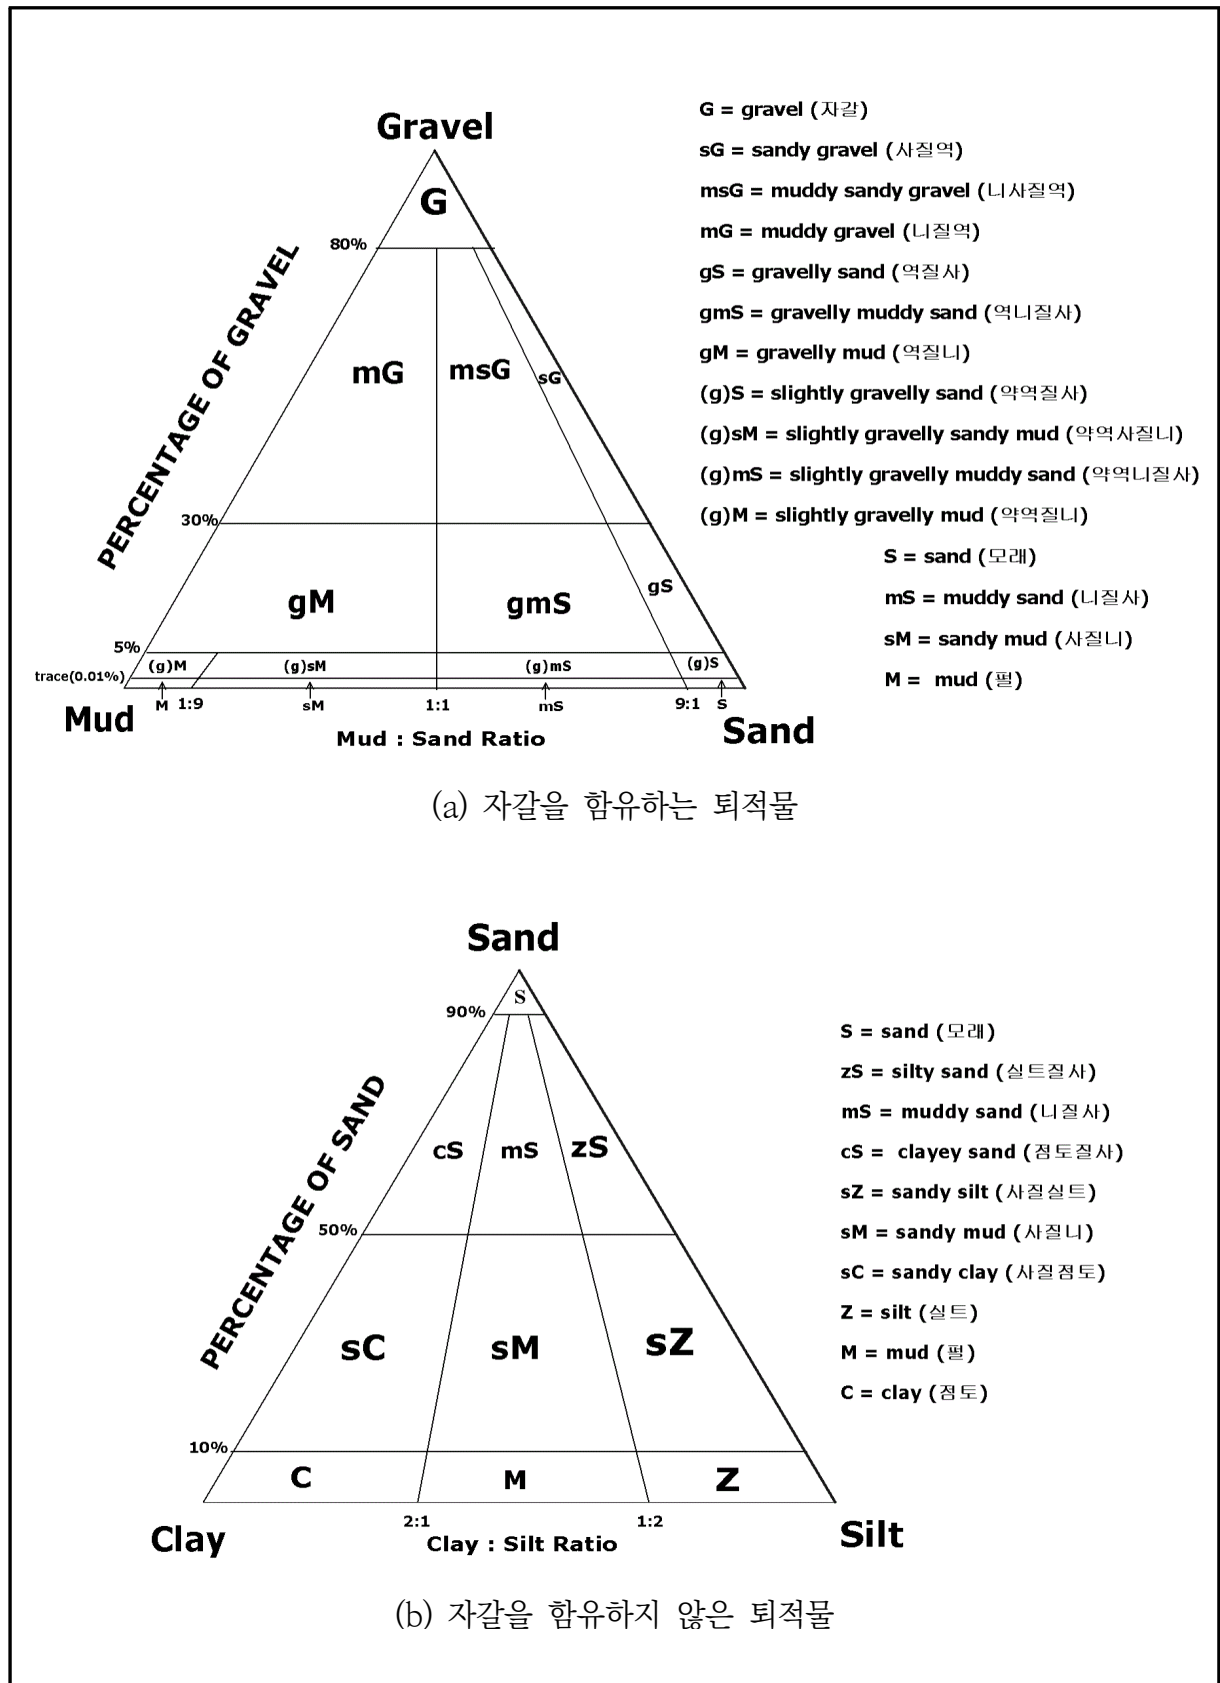 Gravel
G
80%
mG
msG
sG
30%
gM
gmS
gS
5%
(g)M
(g)sM
(g)mS
(g)S
trace(0.01%)
M
1:9
sM
1:1
mS
9:1
S
Mud
Sand
Mud : Sand Ratio
PERCENTAGE OF GRAVEL
G = gravel (자갈)
sG = sandy gravel (사질역)
msG = muddy sandy gravel (니사질역)
mG = muddy gravel (니질역)
gS = gravelly sand (역질사)
gmS = gravelly muddy sand (역니질사)
gM = gravelly mud (역질니)
(g)S = slightly gravelly sand (약역질사)
(g)sM = slightly gravelly sandy mud (약역사질니)
(g)mS = slightly gravelly muddy sand (약역니질사)
(g)M = slightly gravelly mud (약역질니)
S = sand (모래)
mS = muddy sand (니질사)
sM = sandy mud (사질니)
M = mud (펄)
(a) 자갈을 함유하는 퇴적물
Sand
S
90%
cS
mS
zS
50%
sC
sM
sZ
10%
C
M
Z
2:1
1:2
Clay
Silt
Clay : Silt Ratio
PERCENTAGE OF SAND
S = sand (모래)
zS = silty sand (실트질사)
mS = muddy sand (니질사)
cS = clayey sand (점토질사)
sZ = sandy silt (사질실트)
sM = sandy mud (사질니)
sC = sandy clay (사질점토)
Z = silt (실트)
M = mud (펄)
C = clay (점토)
(b) 자갈을 함유하지 않은 퇴적물